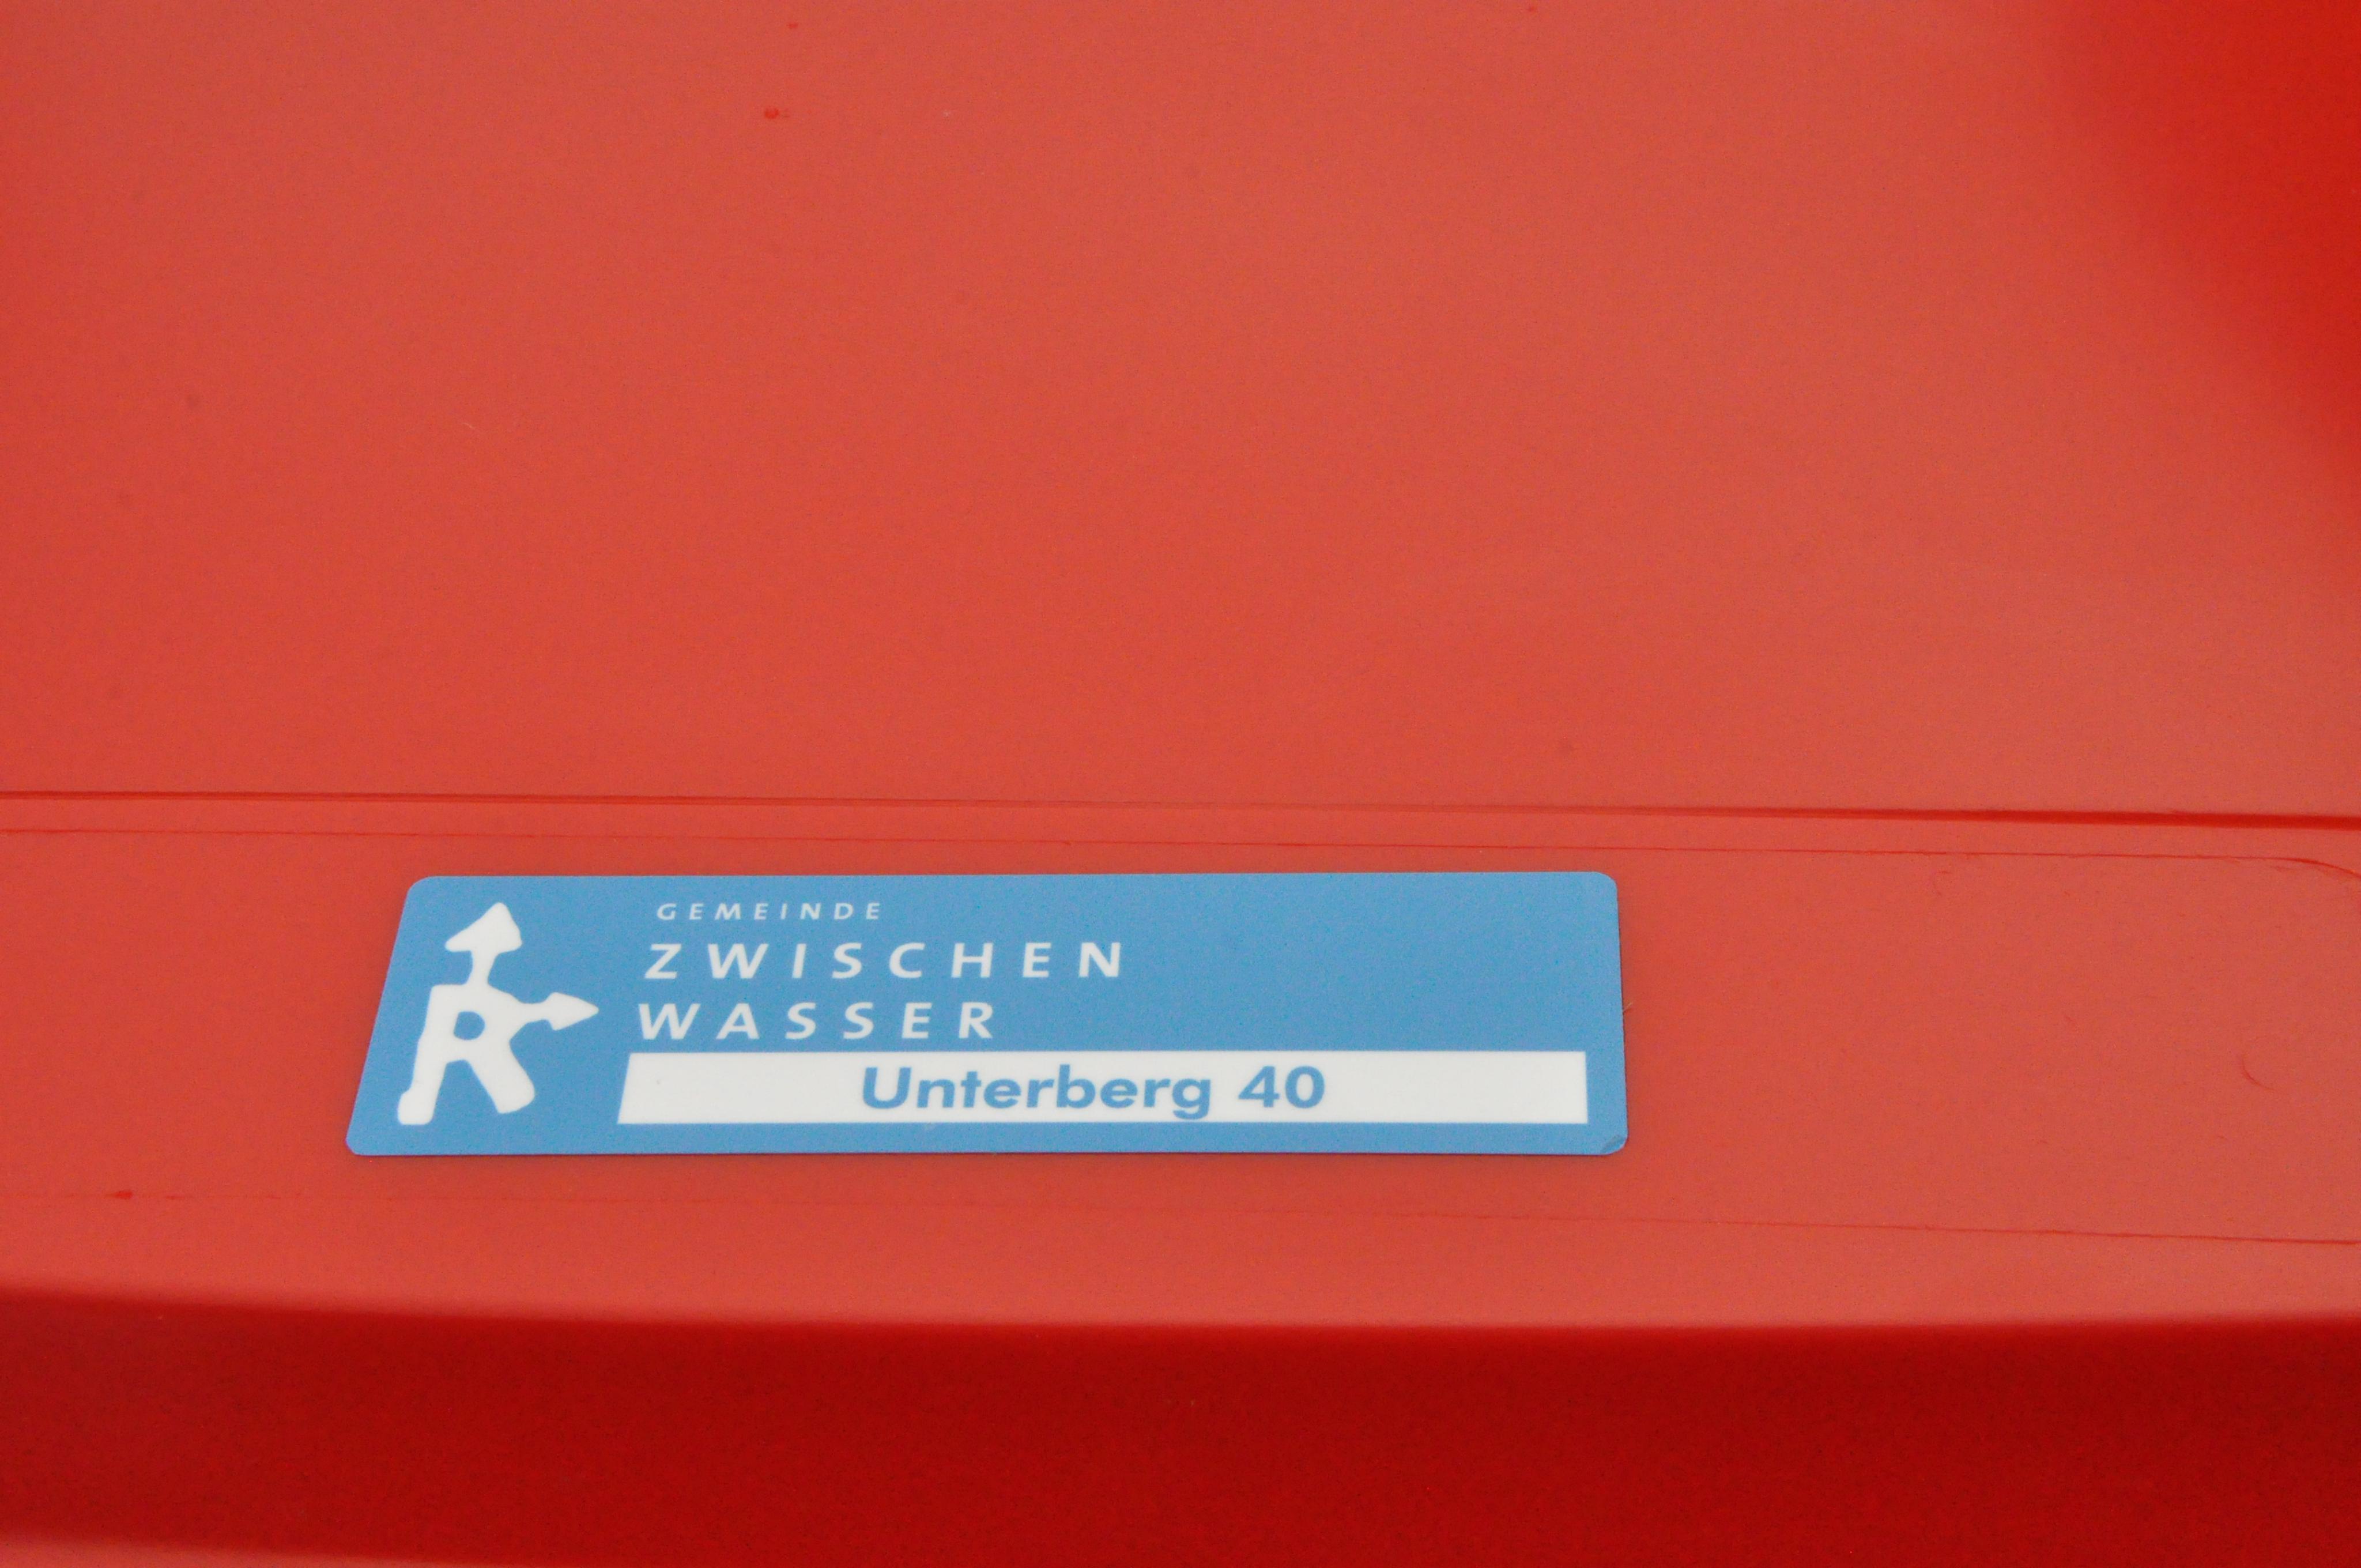 GEMEINDE
ZWISCHEN
WASSER
Unterberg 40